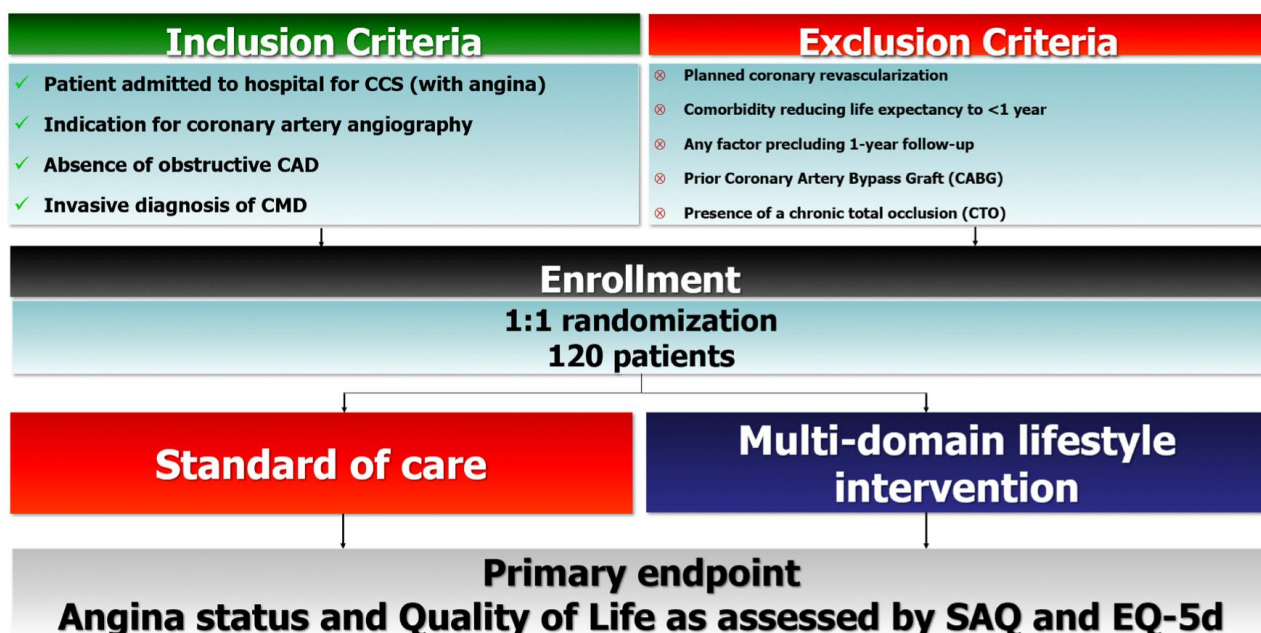 Inclusion Criteria
✓ Patient admitted to hospital for CCS (with angina)
✓ Indication for coronary artery angiography
✓ Absence of obstructive CAD
✓ Invasive diagnosis of CMD
Exclusion Criteria
⊗ Planned coronary revascularization
⊗ Comorbidity reducing life expectancy to <1 year
⊗ Any factor precluding 1-year follow-up
⊗ Prior Coronary Artery Bypass Graft (CABG)
⊗ Presence of a chronic total occlusion (CTO)
Enrollment
1:1 randomization
120 patients
Standard of care
Multi-domain lifestyle
intervention
Primary endpoint
Angina status and Quality of Life as assessed by SAQ and EQ-5d